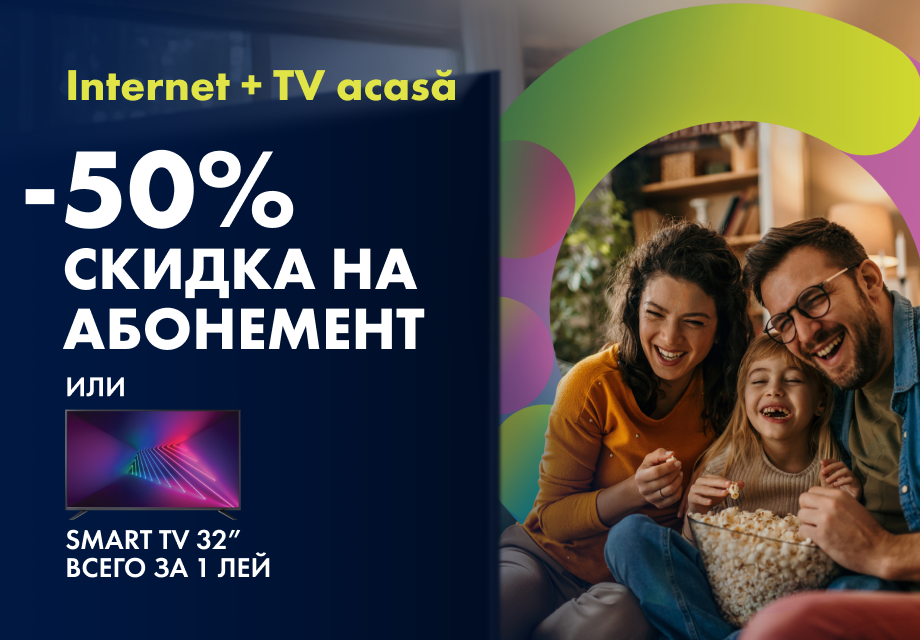 Internet + TV acasă
-50%
СКИДКА НА
АБОНЕМЕНТ
ИЛИ
SMART TV 32”
ВСЕГО ЗА 1 ЛЕЙ